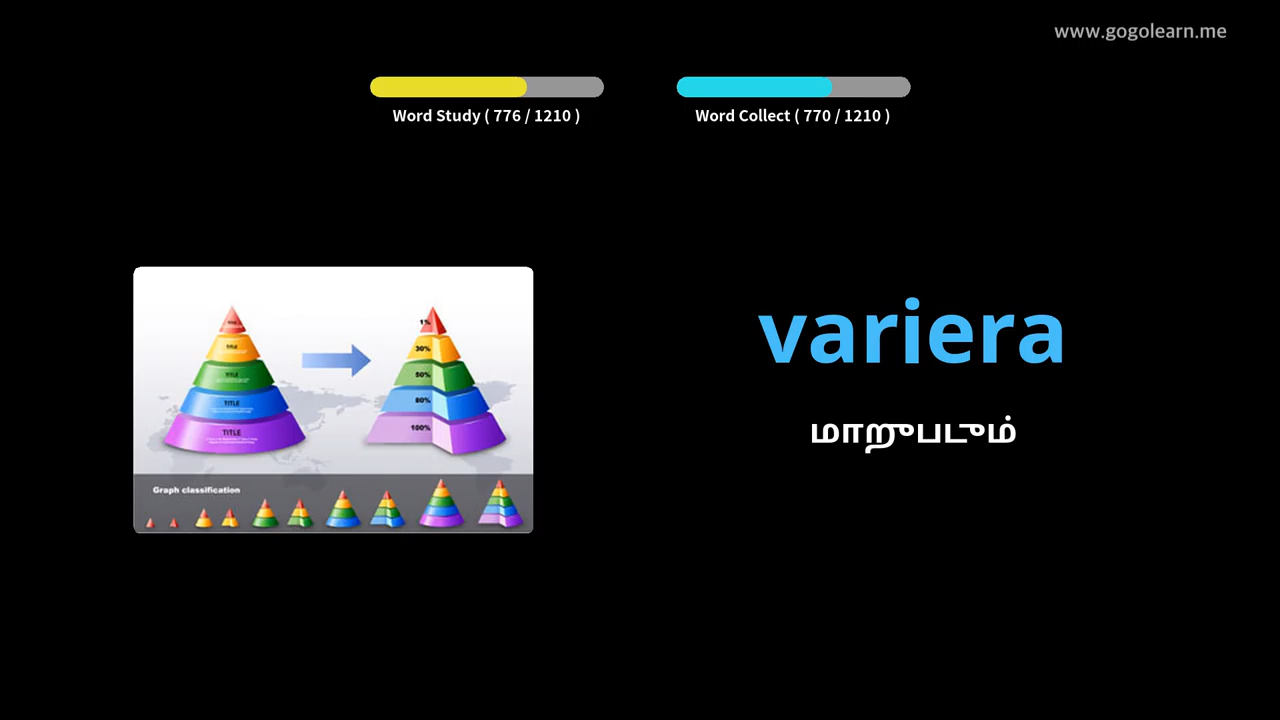 www.gogolearn.me
Word Study ( 776 / 1210 )
Word Collect ( 770 / 1210 )
variera
மாறுபடும்
TITLE
TITLE
TITLE
TITLE
1%
30%
50%
80%
100%
Graph classification